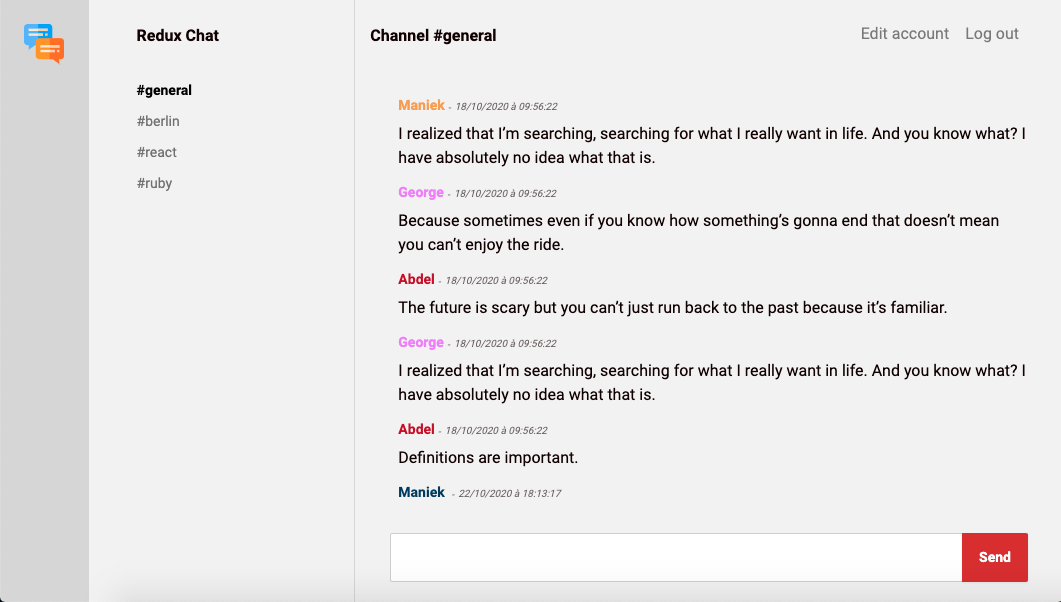 Redux Chat
#general
#berlin
#react
#ruby
Channel #general
Edit account Log out
Maniek - 18/10/2020 à 09:56:22
I realized that I’m searching, searching for what I really want in life. And you know what? I
have absolutely no idea what that is.
George - 18/10/2020 à 09:56:22
Because sometimes even if you know how something’s gonna end that doesn’t mean
you can’t enjoy the ride.
Abdel - 18/10/2020 à 09:56:22
The future is scary but you can’t just run back to the past because it’s familiar.
George - 18/10/2020 à 09:56:22
I realized that I’m searching, searching for what I really want in life. And you know what? I
have absolutely no idea what that is.
Abdel - 18/10/2020 à 09:56:22
Definitions are important.
Maniek - 22/10/2020 à 18:13:17
Send